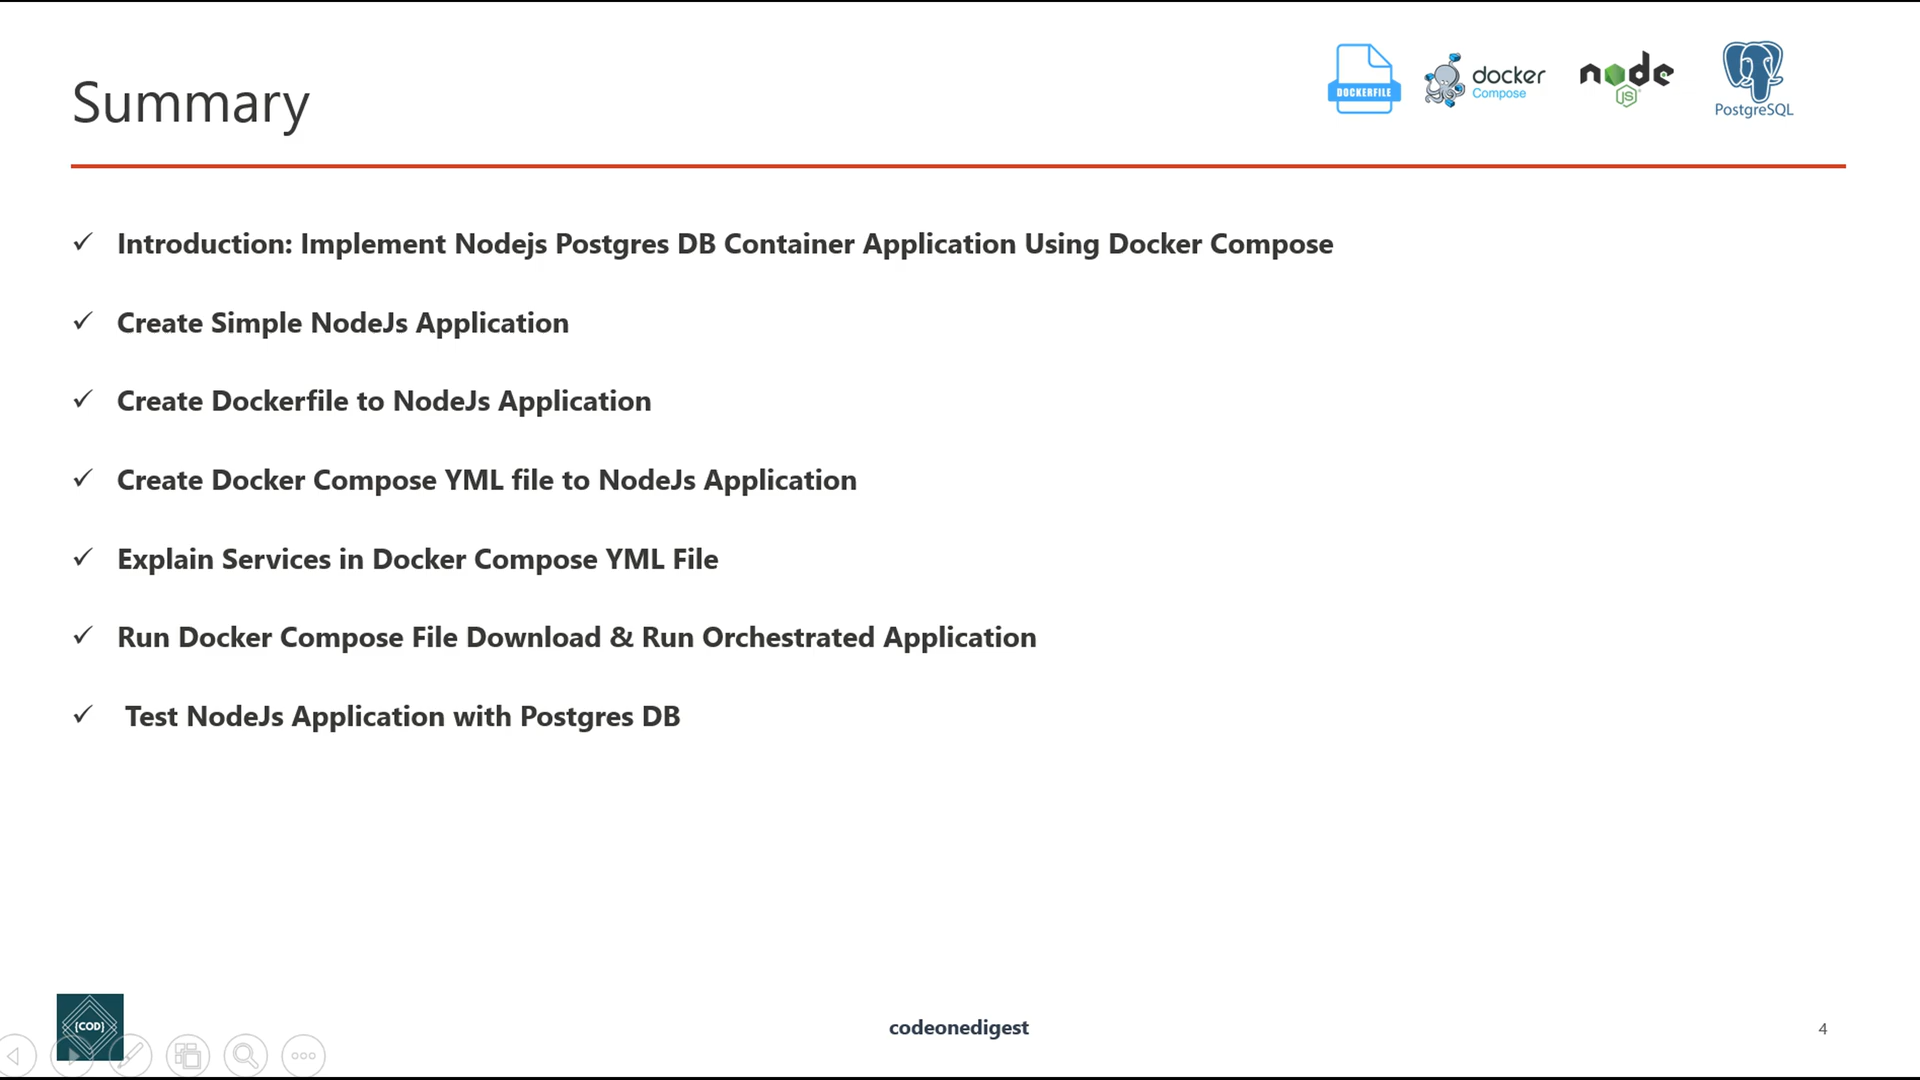 Summary
DOCKERFILE
docker
Compose
node
JS
PostgreSQL
✓ Introduction: Implement Nodejs Postgres DB Container Application Using Docker Compose
✓ Create Simple NodeJs Application
✓ Create Dockerfile to NodeJs Application
✓ Create Docker Compose YML file to NodeJs Application
✓ Explain Services in Docker Compose YML File
✓ Run Docker Compose File Download & Run Orchestrated Application
✓ Test NodeJs Application with Postgres DB
{COD}
codeonedigest
4